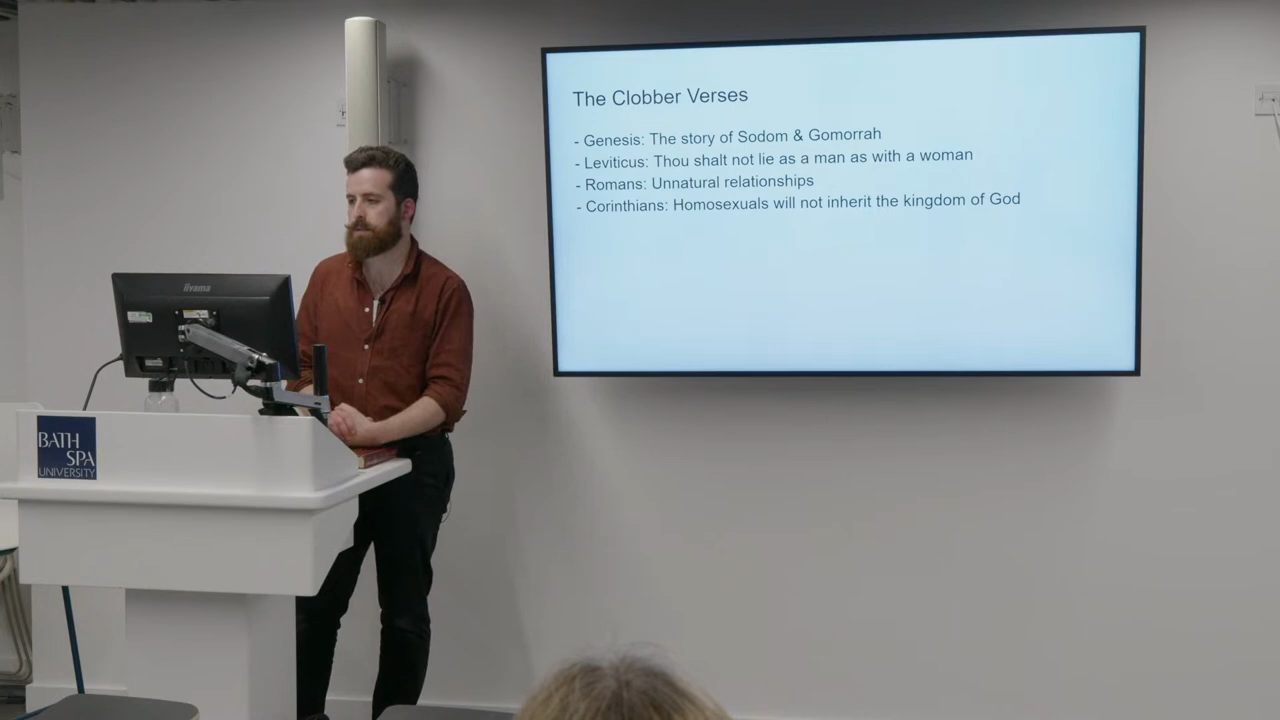 The Clobber Verses
- Genesis: The story of Sodom & Gomorrah
- Leviticus: Thou shalt not lie as a man as with a woman
- Romans: Unnatural relationships
- Corinthians: Homosexuals will not inherit the kingdom of God
iiyama
BATH
SPA
UNIVERSITY